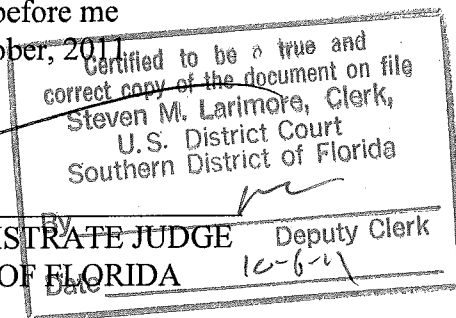 before me
ober, 2011
Certified to be a true and
correct copy of the document on file
Steven M. Larimore, Clerk,
U.S. District Court
Southern District of Florida
By
Deputy Clerk
ISTRATE JUDGE
OF FLORIDA
Date 10-6-11